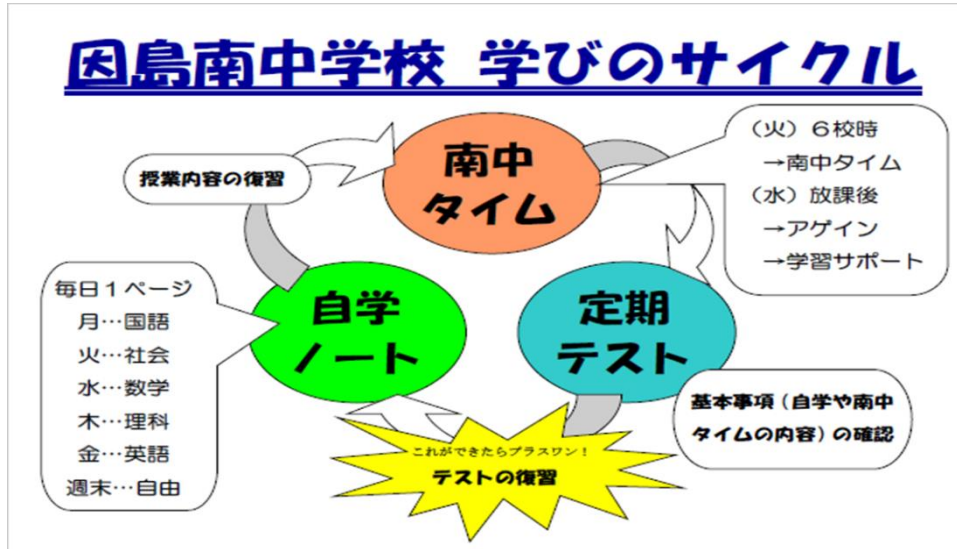 因島南中学校 学びのサイクル
南中
タイム
(火)6校時
→南中タイム
(水)放課後
→アゲイン
→学習サポート
授業内容の復習
自学
ノート
毎日1ページ
月…国語
火…社会
水…数学
木…理科
金…英語
週末…自由
定期
テスト
基本事項(自学や南中
タイムの内容)の確認
これができたらプラスワン!
テストの復習